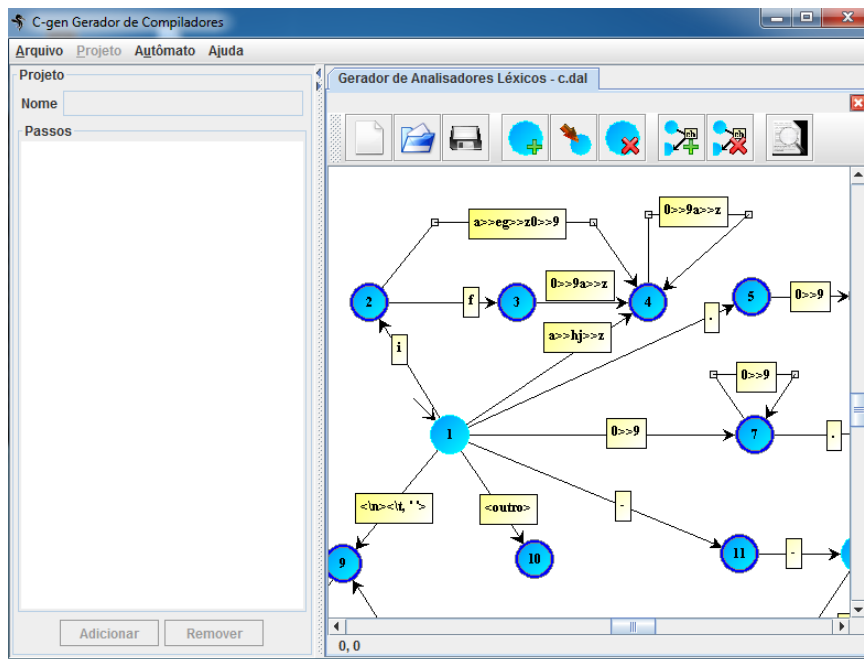 C-gen Gerador de Compiladores
Arquivo Projeto Autômato Ajuda
Projeto
Nome
Passos
Adicionar Remover
Gerador de Analisadores Léxicos - c.dal
ch ch
a>>eg>>z0>>9
0>>9a>>z
2
f
3
0>>9a>>z
4
5
0>>9
i
a>>hj>>z
.
0>>9
1
0>>9
7
.
<\n><\t, ' '>
<outro>
-
9
10
11
-
0, 0